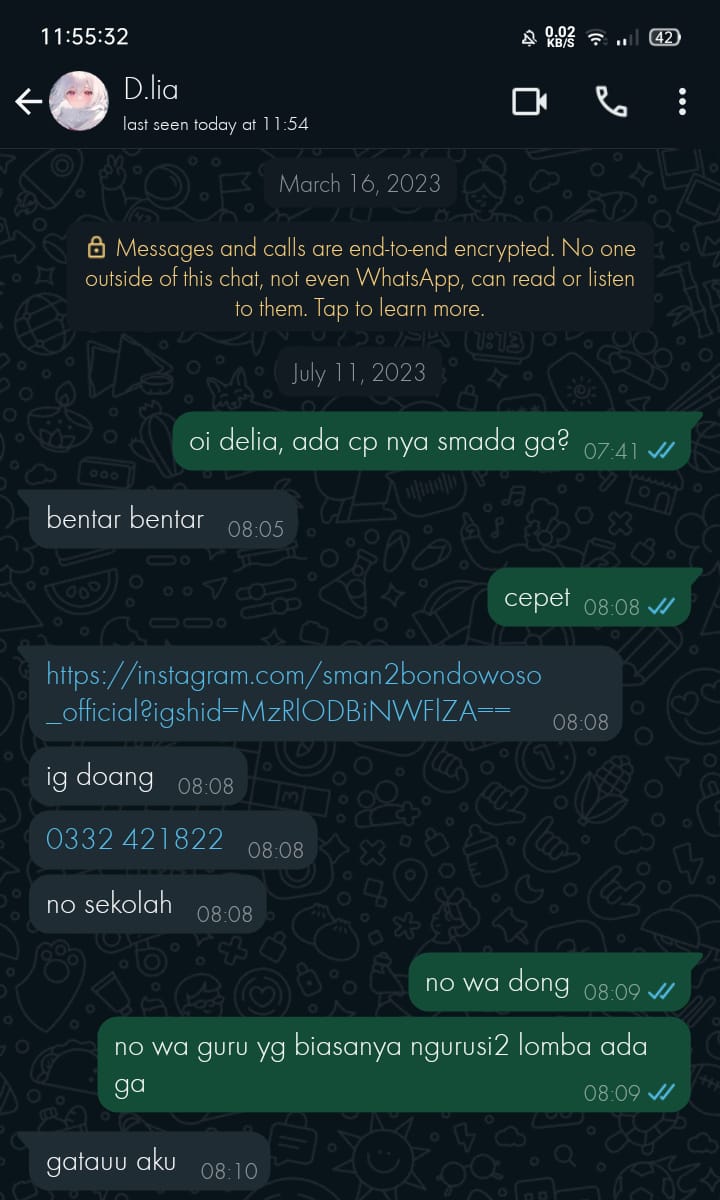 11:55:32
0.02
KB/S
42
D.lia
last seen today at 11:54
March 16, 2023
Messages and calls are end-to-end encrypted. No one
outside of this chat, not even WhatsApp, can read or listen
to them. Tap to learn more.
July 11, 2023
oi delia, ada cp nya smada ga? 07:41
bentar bentar 08:05
cepet 08:08
https://instagram.com/sman2bondowoso
_official?igshid=MzRlODBiNWFlZA== 08:08
ig doang 08:08
0332 421822 08:08
no sekolah 08:08
no wa dong 08:09
no wa guru yg biasanya ngurusi2 lomba ada
ga 08:09
gatauu aku 08:10